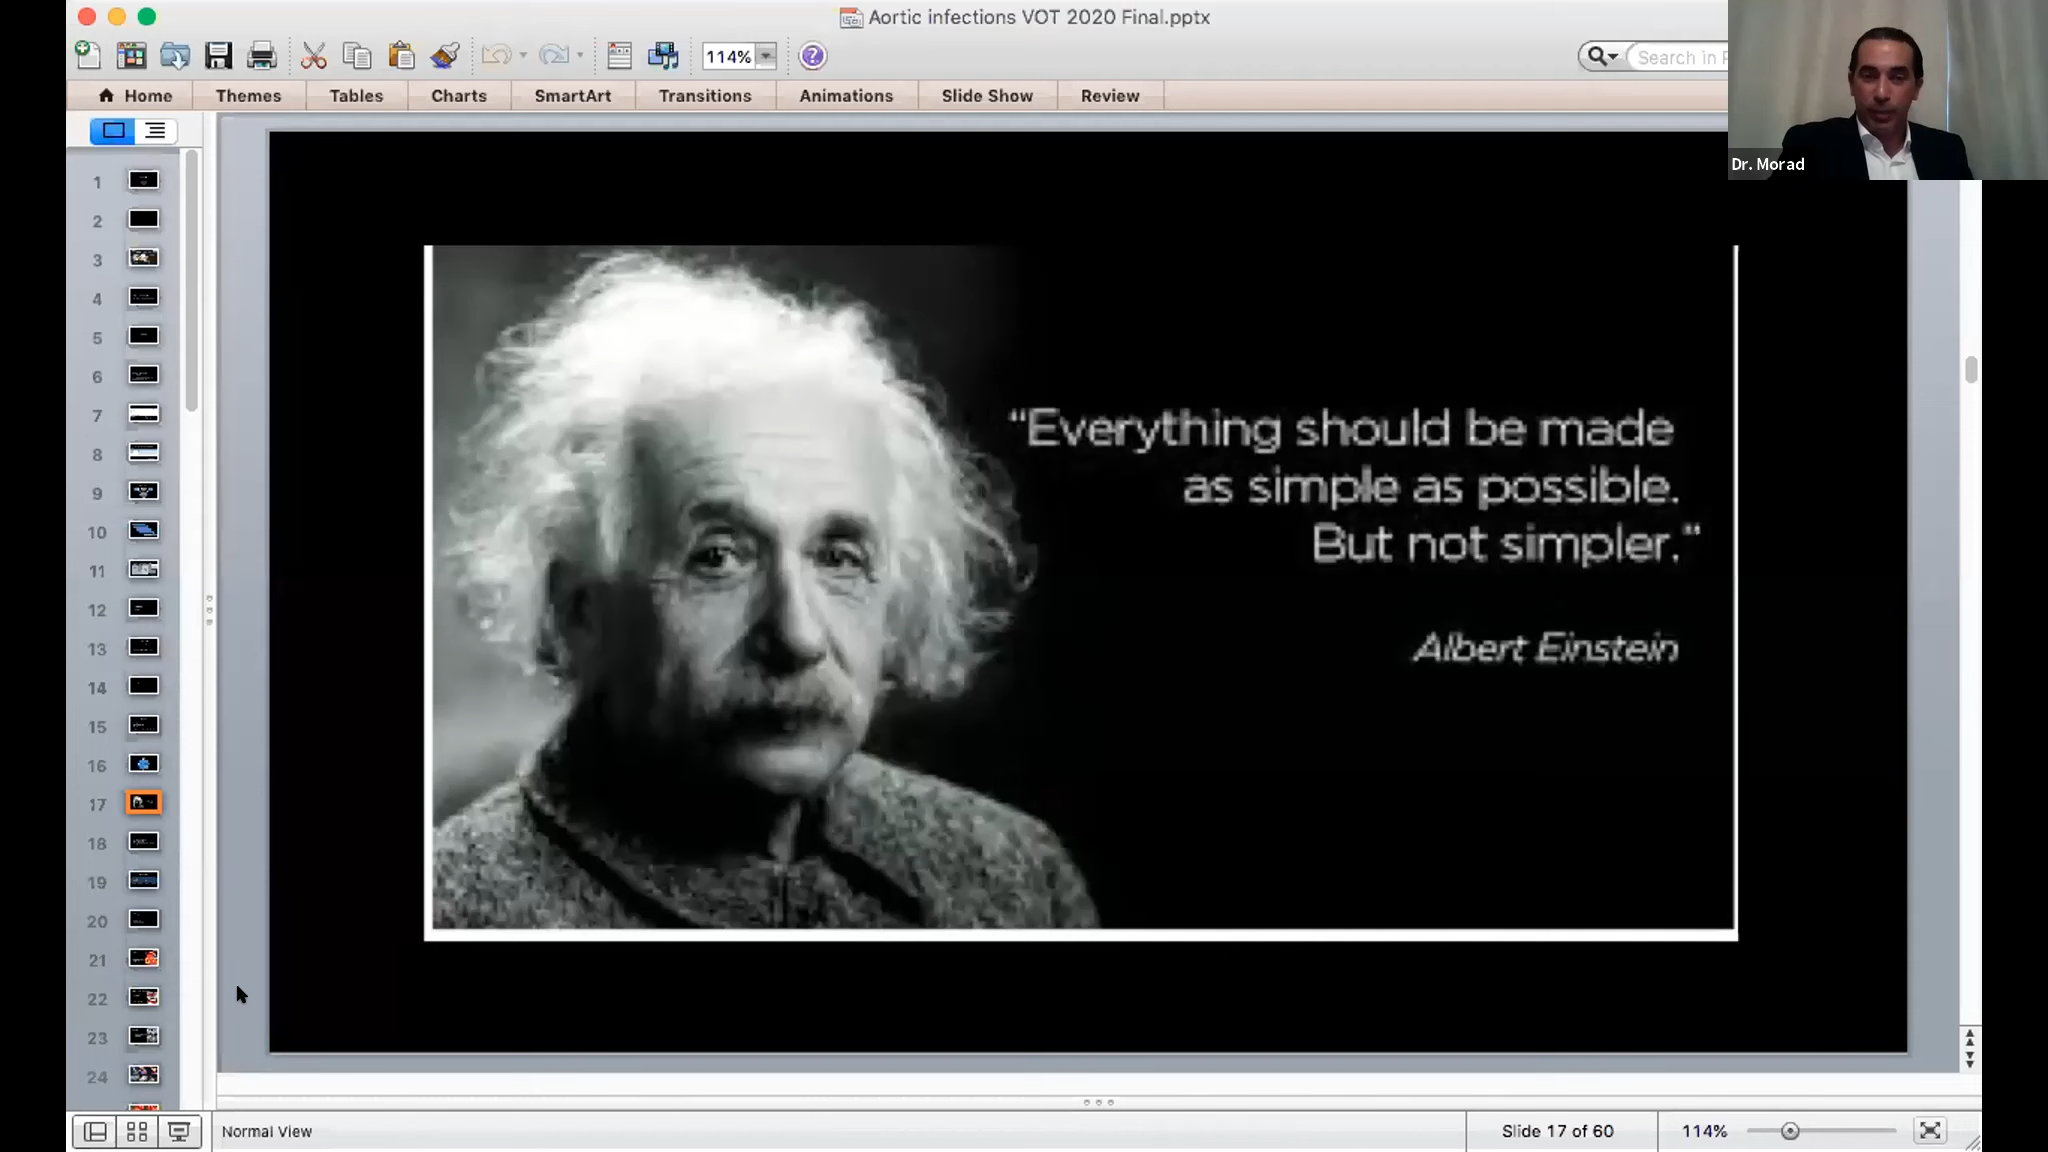 Aortic infections VOT 2020 Final.pptx
114%
Search in
Home Themes Tables Charts SmartArt Transitions Animations Slide Show Review
Dr. Morad
1
2
3
4
5
6
7
8
9
10
11
12
13
14
15
16
17
18
19
20
21
22
23
24
“Everything should be made
as simple as possible.
But not simpler.”
Albert Einstein
Normal View
Slide 17 of 60
114%